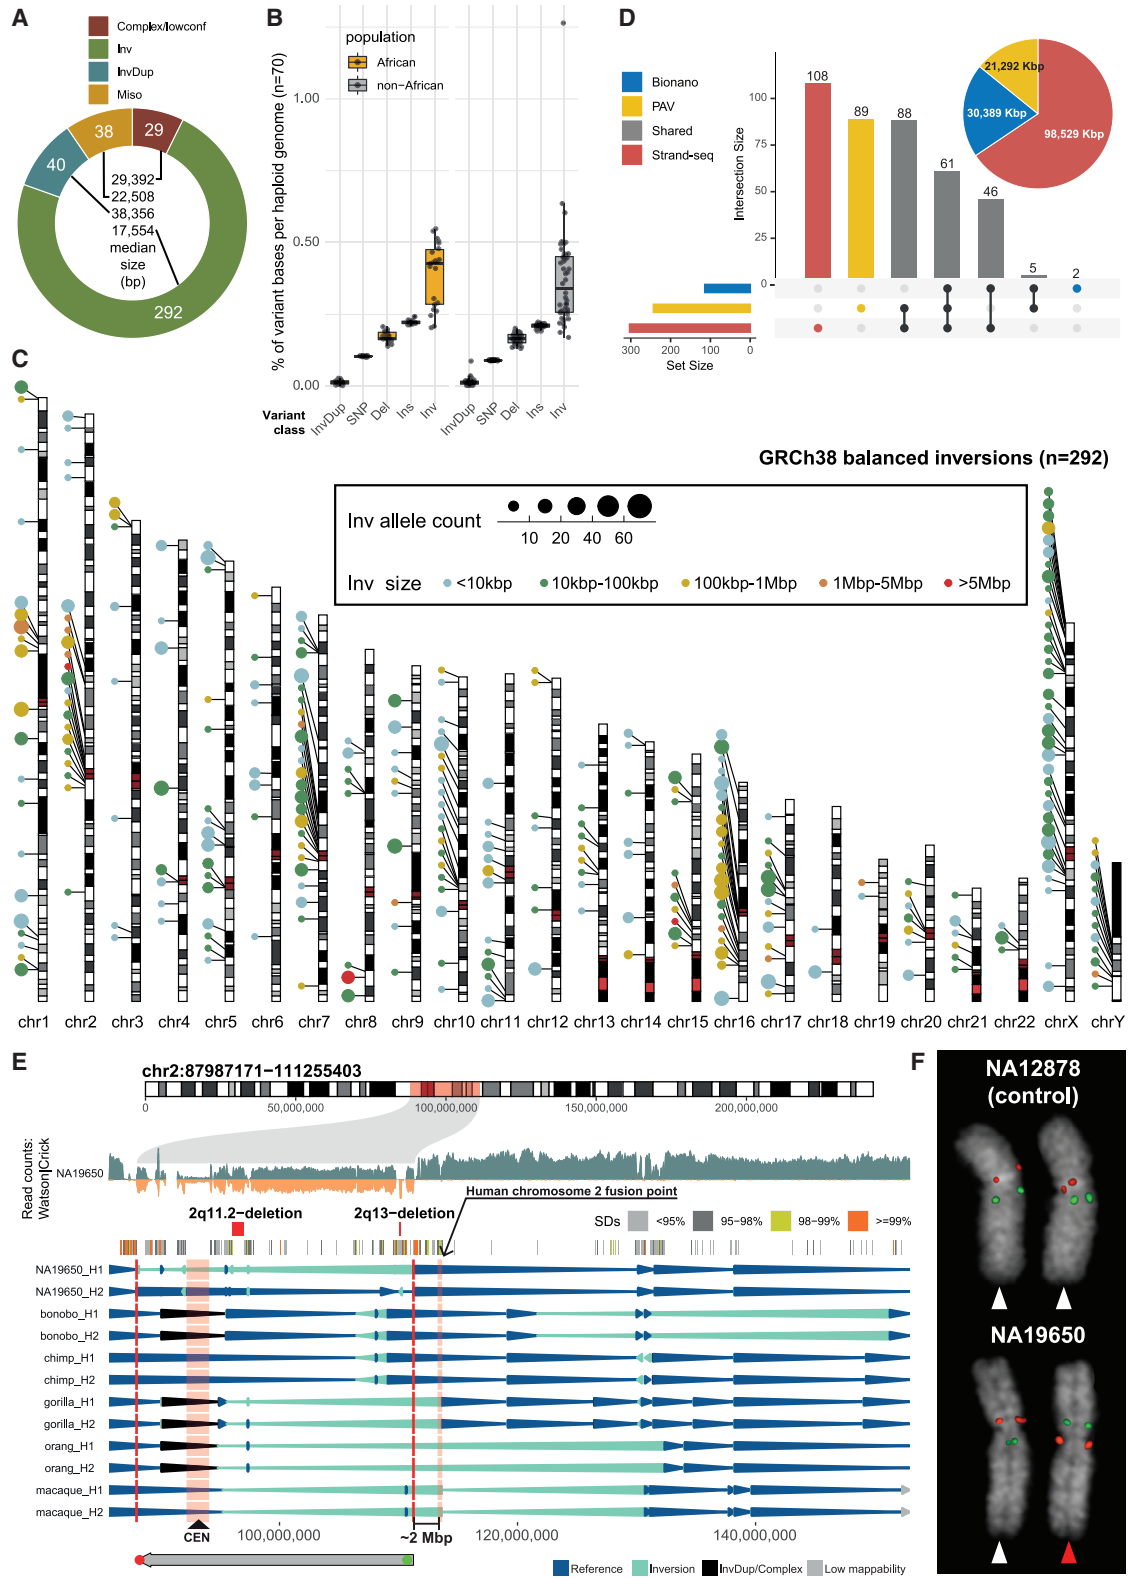 A
Complex/lowconf
Inv
InvDup
Miso
38
29
40
29,392
22,508
38,356
17,554
median
size
(bp)
292
B
% of variant bases per haploid genome (n=70)
population
African
non−African
1.00
0.50
0.00
Variant
class
InvDup
SNP
Del
Ins
Inv
InvDup
SNP
Del
Ins
Inv
D
Bionano
PAV
Shared
Strand−seq
Intersection Size
100
75
50
25
0
108
89
88
61
46
5
2
21,292 Kbp
30,389 Kbp
98,529 Kbp
300
200
100
0
Set Size
C
GRCh38 balanced inversions (n=292)
Inv allele count
10 20 40 60
Inv size
<10kbp
10kbp-100kbp
100kbp-1Mbp
1Mbp-5Mbp
>5Mbp
chr1 chr2 chr3 chr4 chr5 chr6 chr7 chr8 chr9 chr10 chr11 chr12 chr13 chr14 chr15 chr16 chr17 chr18 chr19 chr20 chr21 chr22 chrX chrY
E
chr2:87987171−111255403
0
50,000,000
100,000,000
150,000,000
200,000,000
Read counts:
Watson|Crick
NA19650
Human chromosome 2 fusion point
2q11.2−deletion
2q13−deletion
SDs
<95%
95−98%
98−99%
>=99%
NA19650_H1
NA19650_H2
bonobo_H1
bonobo_H2
chimp_H1
chimp_H2
gorilla_H1
gorilla_H2
orang_H1
orang_H2
macaque_H1
macaque_H2
CEN
100,000,000
~2 Mbp
120,000,000
140,000,000
Reference
Inversion
InvDup/Complex
Low mappability
F
NA12878
(control)
NA19650